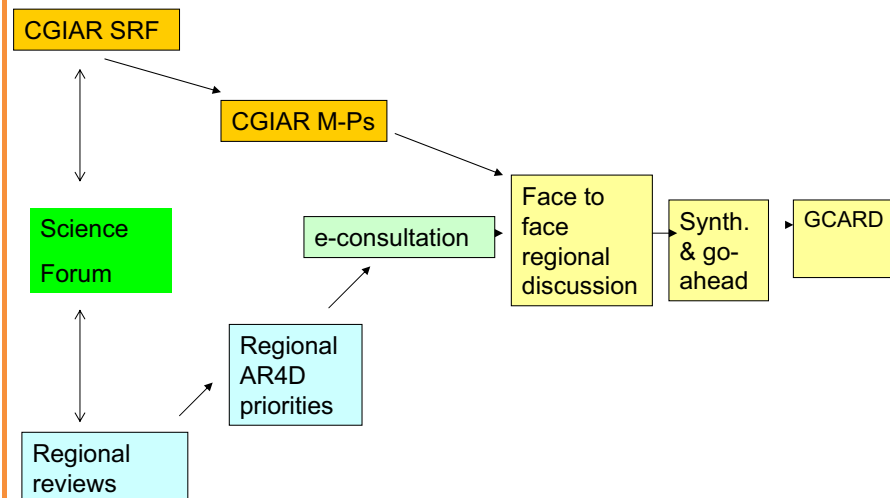 CGIAR SRF
CGIAR M-Ps
Science
Forum
e-consultation
Face to
face
regional
discussion
Synth.
& go-
ahead
GCARD
Regional
AR4D
priorities
Regional
reviews